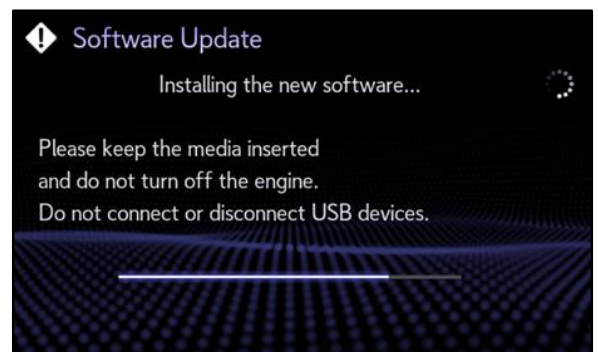 Software Update
Installing the new software...
Please keep the media inserted
and do not turn off the engine.
Do not connect or disconnect USB devices.